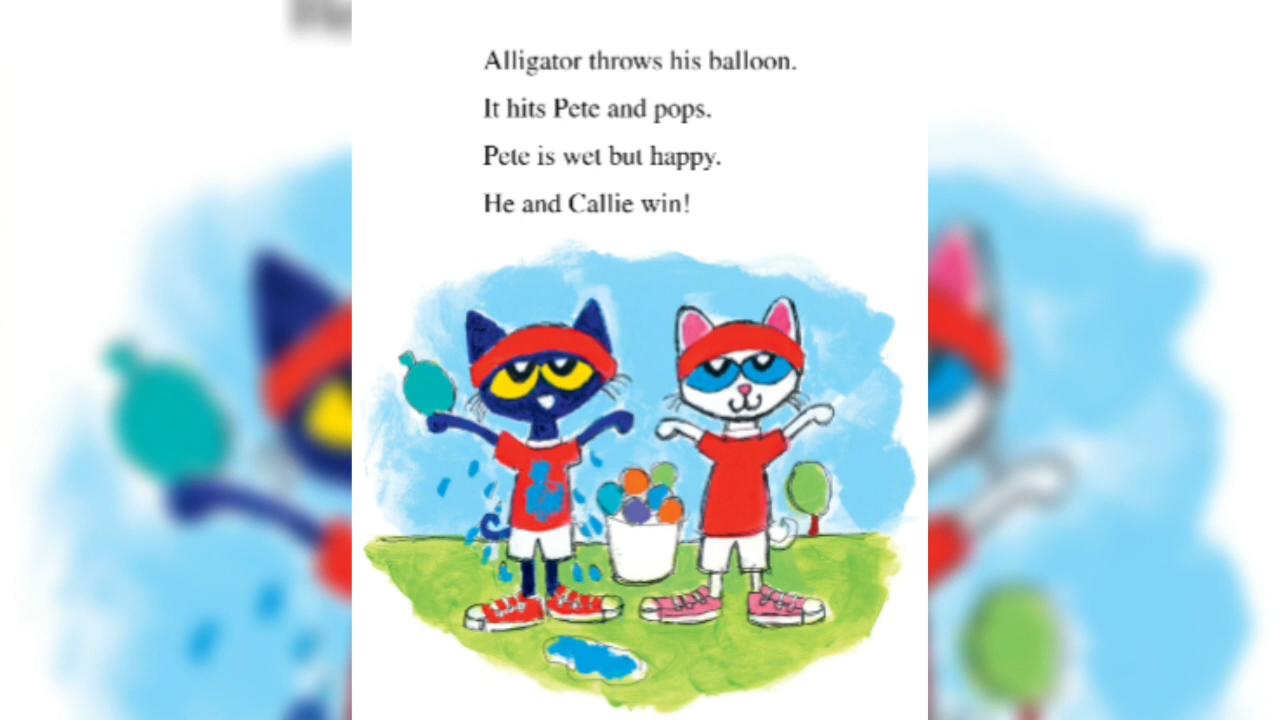 Alligator throws his balloon.
It hits Pete and pops.
Pete is wet but happy.
He and Callie win!